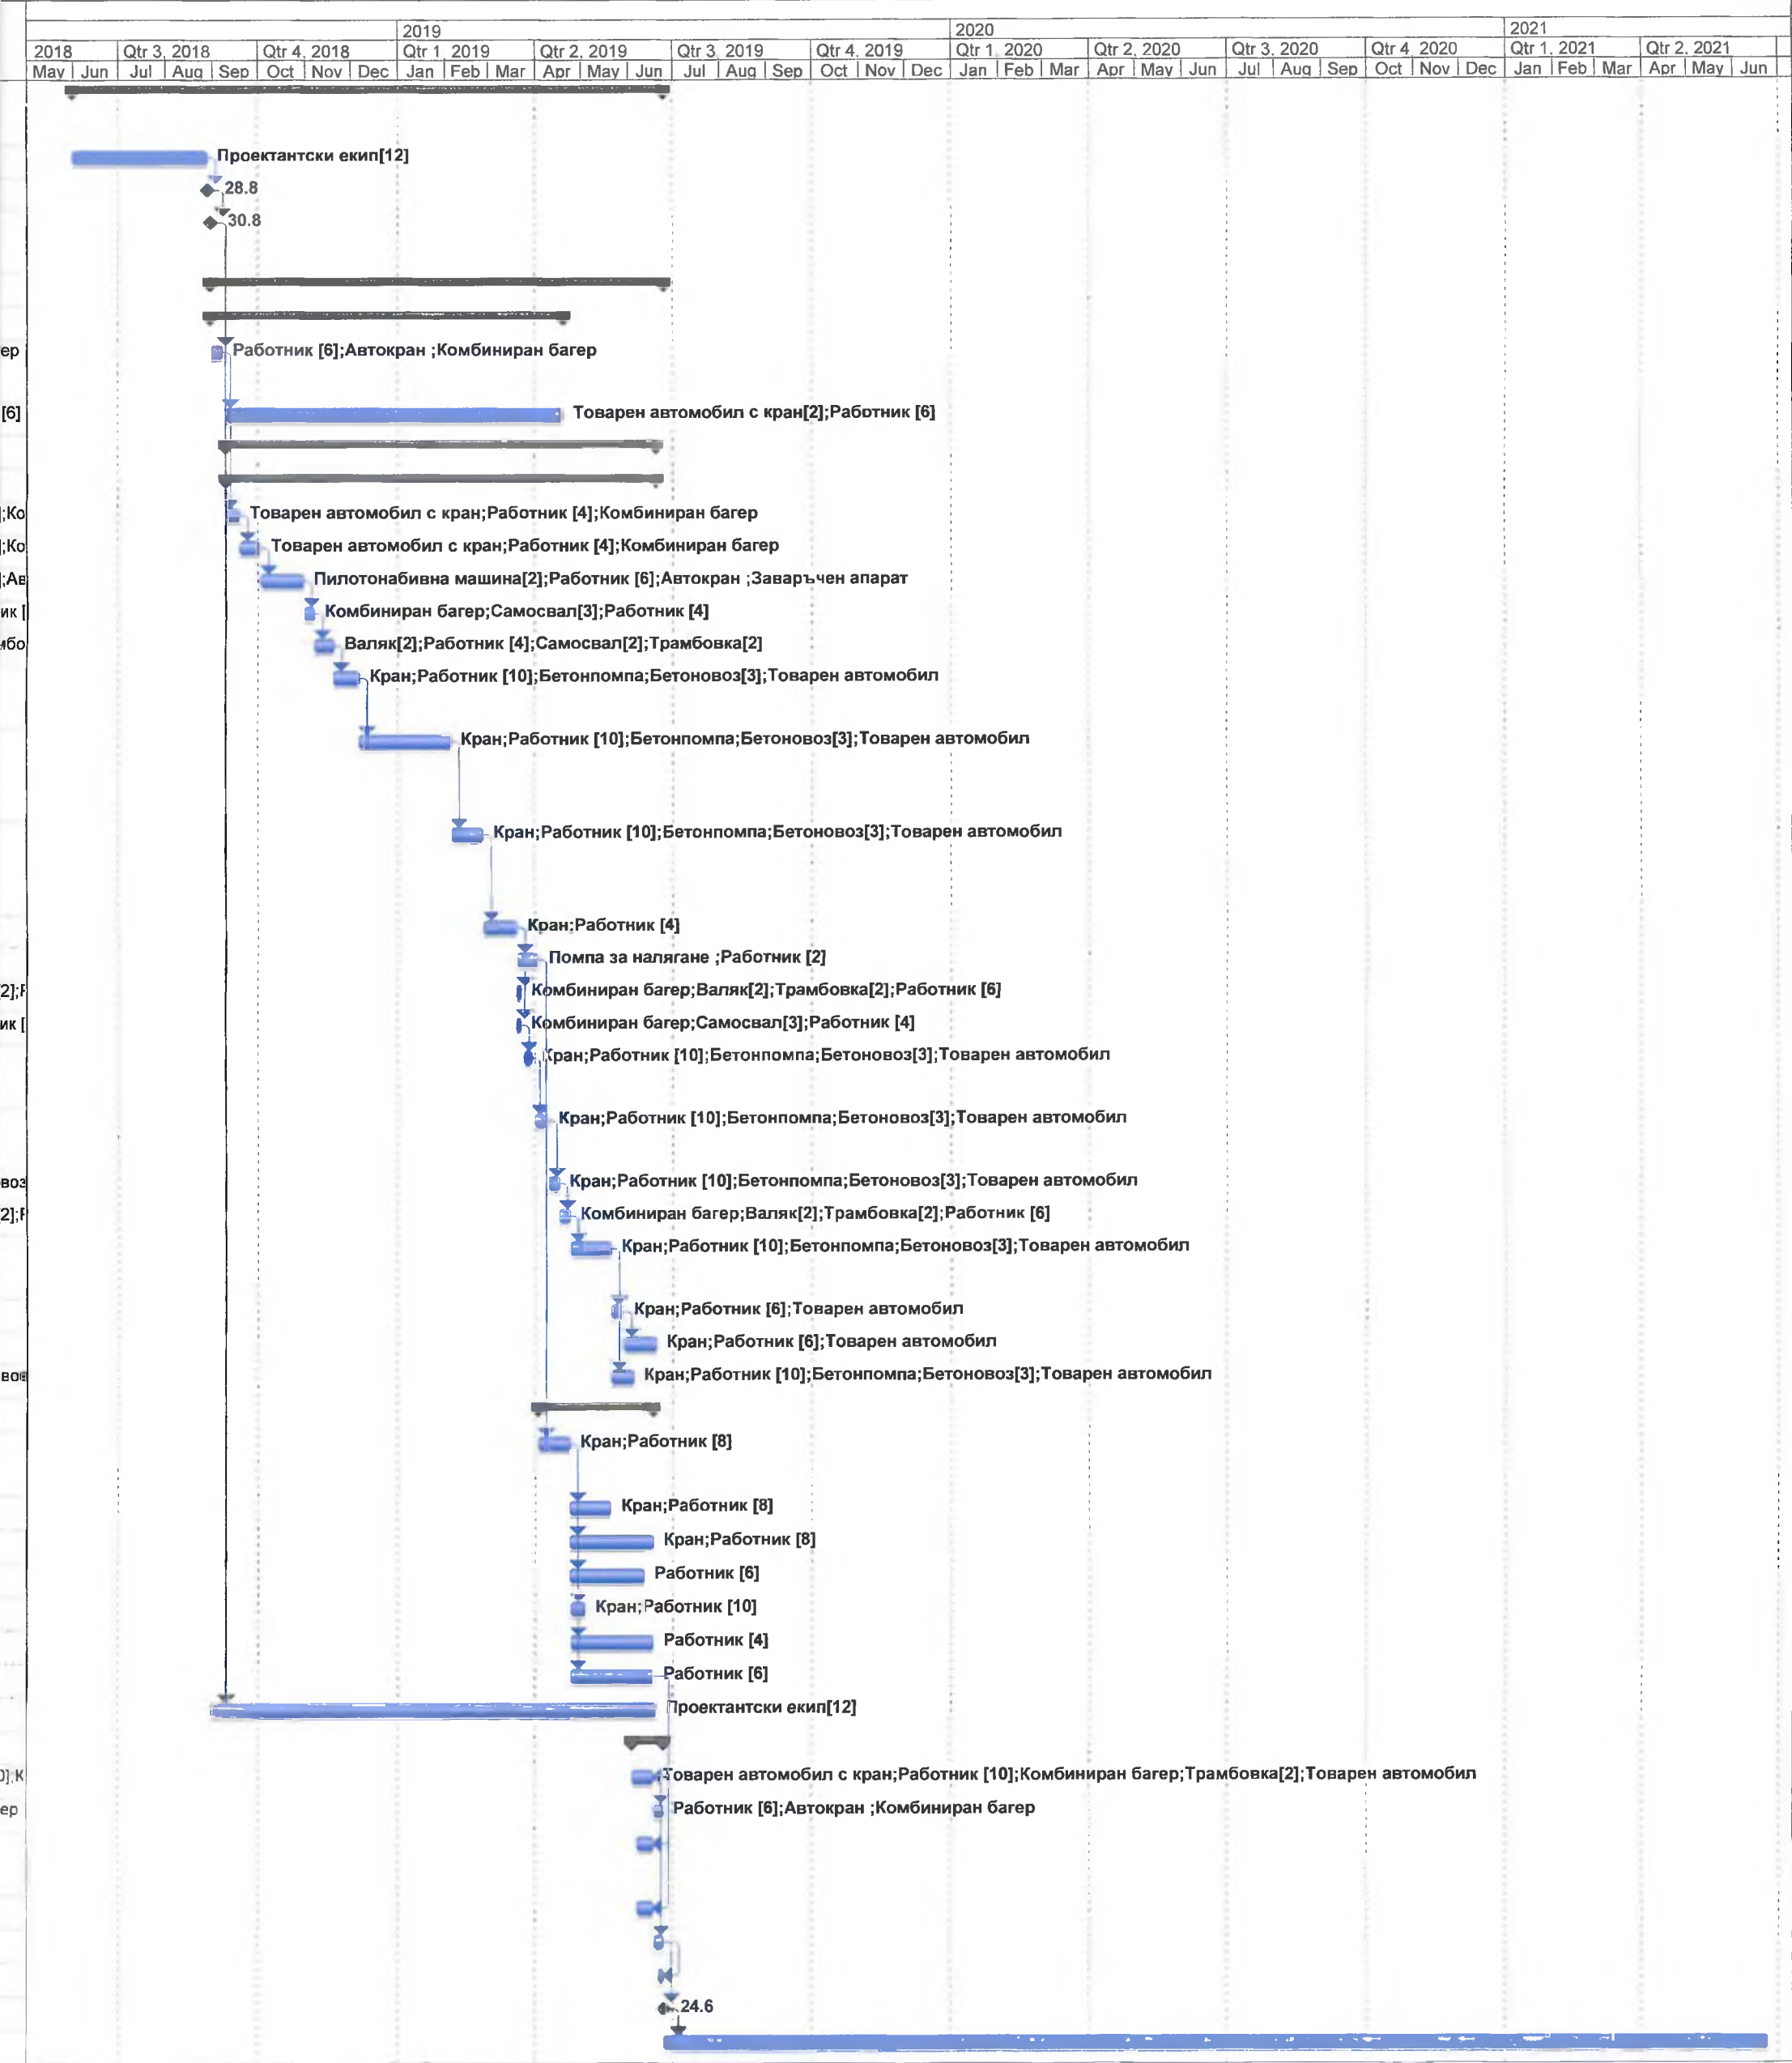 2019 2020 2021
2018 Qtr 3, 2018 Qtr 4, 2018 Qtr 1, 2019 Qtr 2, 2019 Qtr 3, 2019 Qtr 4, 2019 Qtr 1, 2020 Qtr 2, 2020 Qtr 3, 2020 Qtr 4, 2020 Qtr 1, 2021 Qtr 2, 2021
May Jun Jul Aug Sep Oct Nov Dec Jan Feb Mar Apr May Jun Jul Aug Sep Oct Nov Dec Jan Feb Mar Apr May Jun Jul Aug Sep Oct Nov Dec Jan Feb Mar Apr May Jun
Проектантски екип[12]
28.8
30.8
ер Работник [6];Автокран ;Комбиниран багер
[6] Товарен автомобил с кран[2];Работник [6]
;Ко Товарен автомобил с кран;Работник [4];Комбиниран багер
;Ко Товарен автомобил с кран;Работник [4];Комбиниран багер
;Ав Пилотонабивна машина[2];Работник [6];Автокран ;Заваръчен апарат
ик [ Комбиниран багер;Самосвал[3];Работник [4]
мбо Валяк[2];Работник [4];Самосвал[2];Трамбовка[2]
Кран;Работник [10];Бетонпомпа;Бетоновоз[3];Товарен автомобил
Кран;Работник [10];Бетонпомпа;Бетоновоз[3];Товарен автомобил
Кран;Работник [10];Бетонпомпа;Бетоновоз[3];Товарен автомобил
Кран;Работник [4]
Помпа за налягане ;Работник [2]
2];Р Комбиниран багер;Валяк[2];Трамбовка[2];Работник [6]
ик [ Комбиниран багер;Самосвал[3];Работник [4]
Кран;Работник [10];Бетонпомпа;Бетоновоз[3];Товарен автомобил
Кран;Работник [10];Бетонпомпа;Бетоновоз[3];Товарен автомобил
воз Кран;Работник [10];Бетонпомпа;Бетоновоз[3];Товарен автомобил
2];Р Комбиниран багер;Валяк[2];Трамбовка[2];Работник [6]
Кран;Работник [10];Бетонпомпа;Бетоновоз[3];Товарен автомобил
Кран;Работник [6];Товарен автомобил
Кран;Работник [6];Товарен автомобил
вов Кран;Работник [10];Бетонпомпа;Бетоновоз[3];Товарен автомобил
Кран;Работник [8]
Кран;Работник [8]
Кран;Работник [8]
Работник [6]
Кран;Работник [10]
Работник [4]
Работник [6]
Проектантски екип[12]
0];К Товарен автомобил с кран;Работник [10];Комбиниран багер;Трамбовка[2];Товарен автомобил
ер Работник [6];Автокран ;Комбиниран багер
24.6